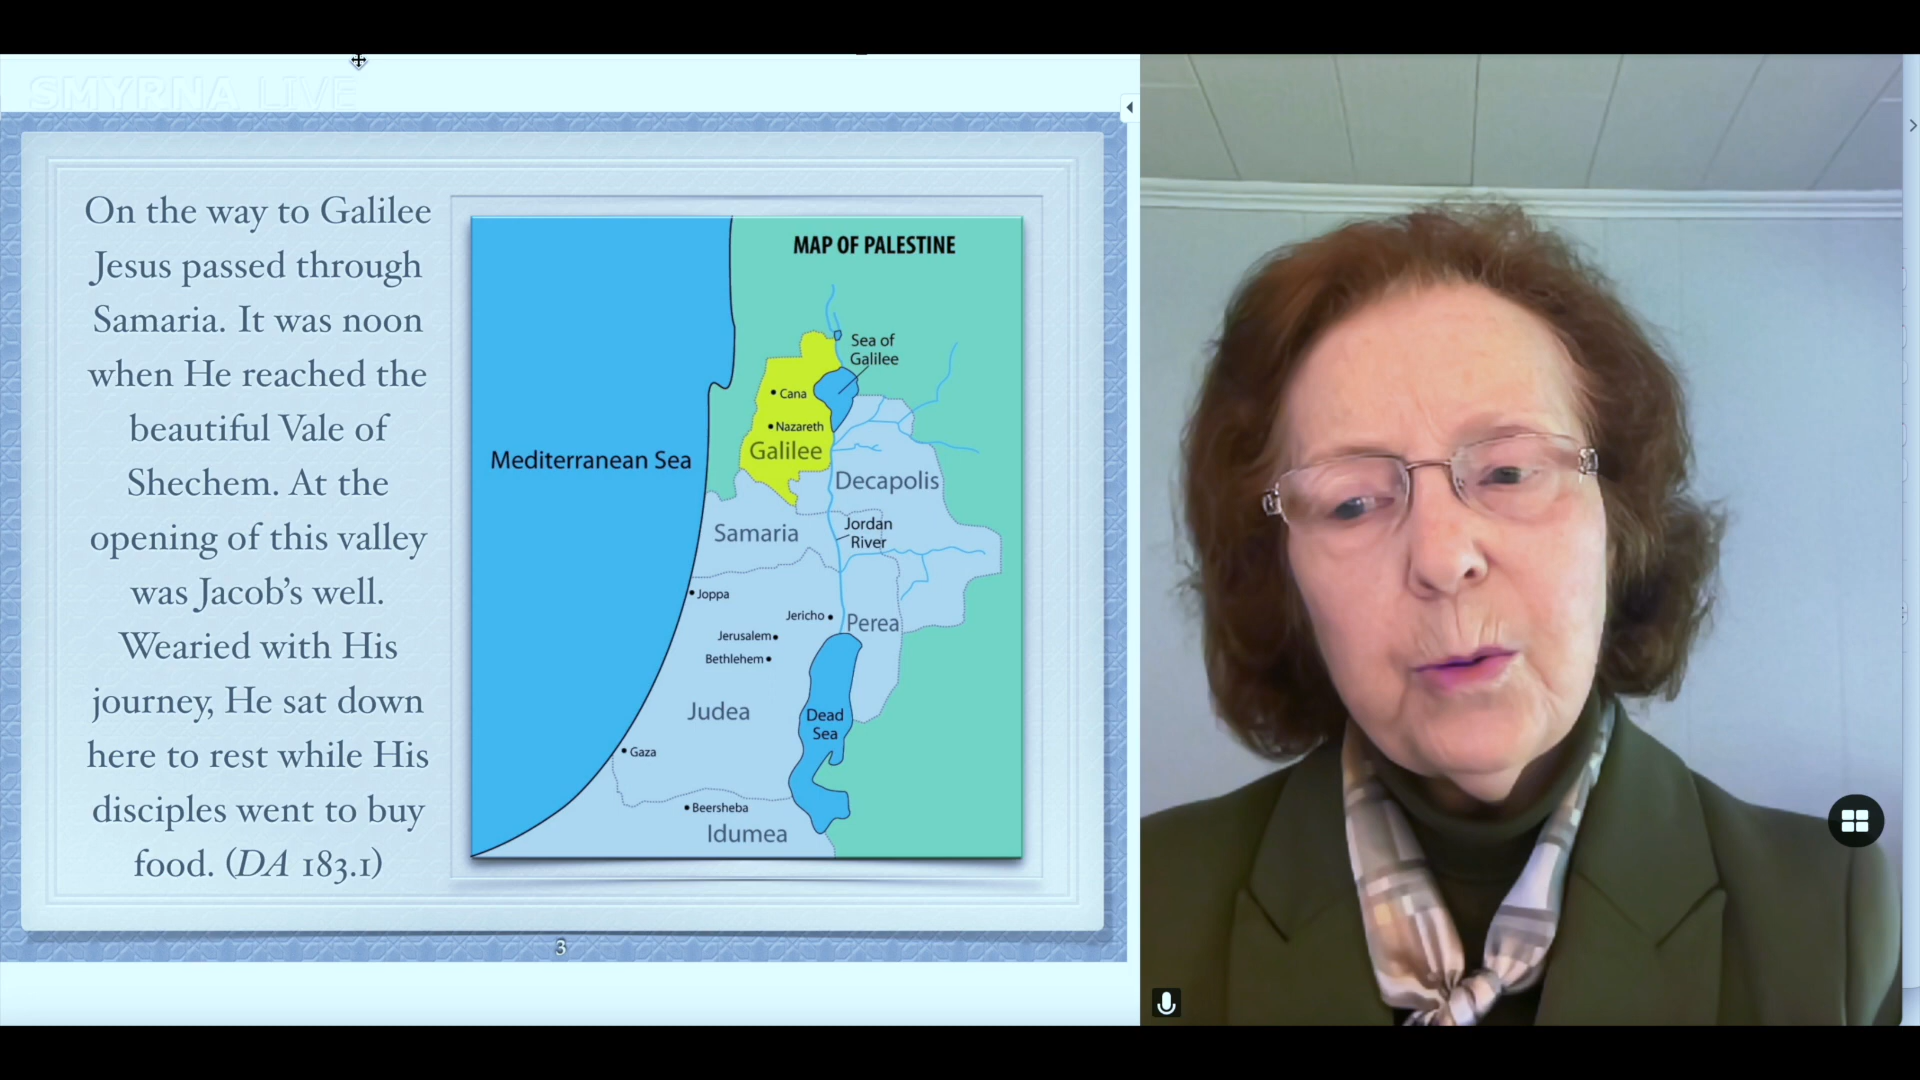 SMYRNA LIVE
On the way to Galilee
Jesus passed through
Samaria. It was noon
when He reached the
beautiful Vale of
Shechem. At the
opening of this valley
was Jacob’s well.
Wearied with His
journey, He sat down
here to rest while His
disciples went to buy
food. (DA 183.1)
MAP OF PALESTINE
Sea of
Galilee
Cana
Nazareth
Galilee
Mediterranean Sea
Decapolis
Samaria
Jordan
River
Joppa
Jericho
Perea
Jerusalem
Bethlehem
Judea
Dead
Sea
Gaza
Beersheba
Idumea
3